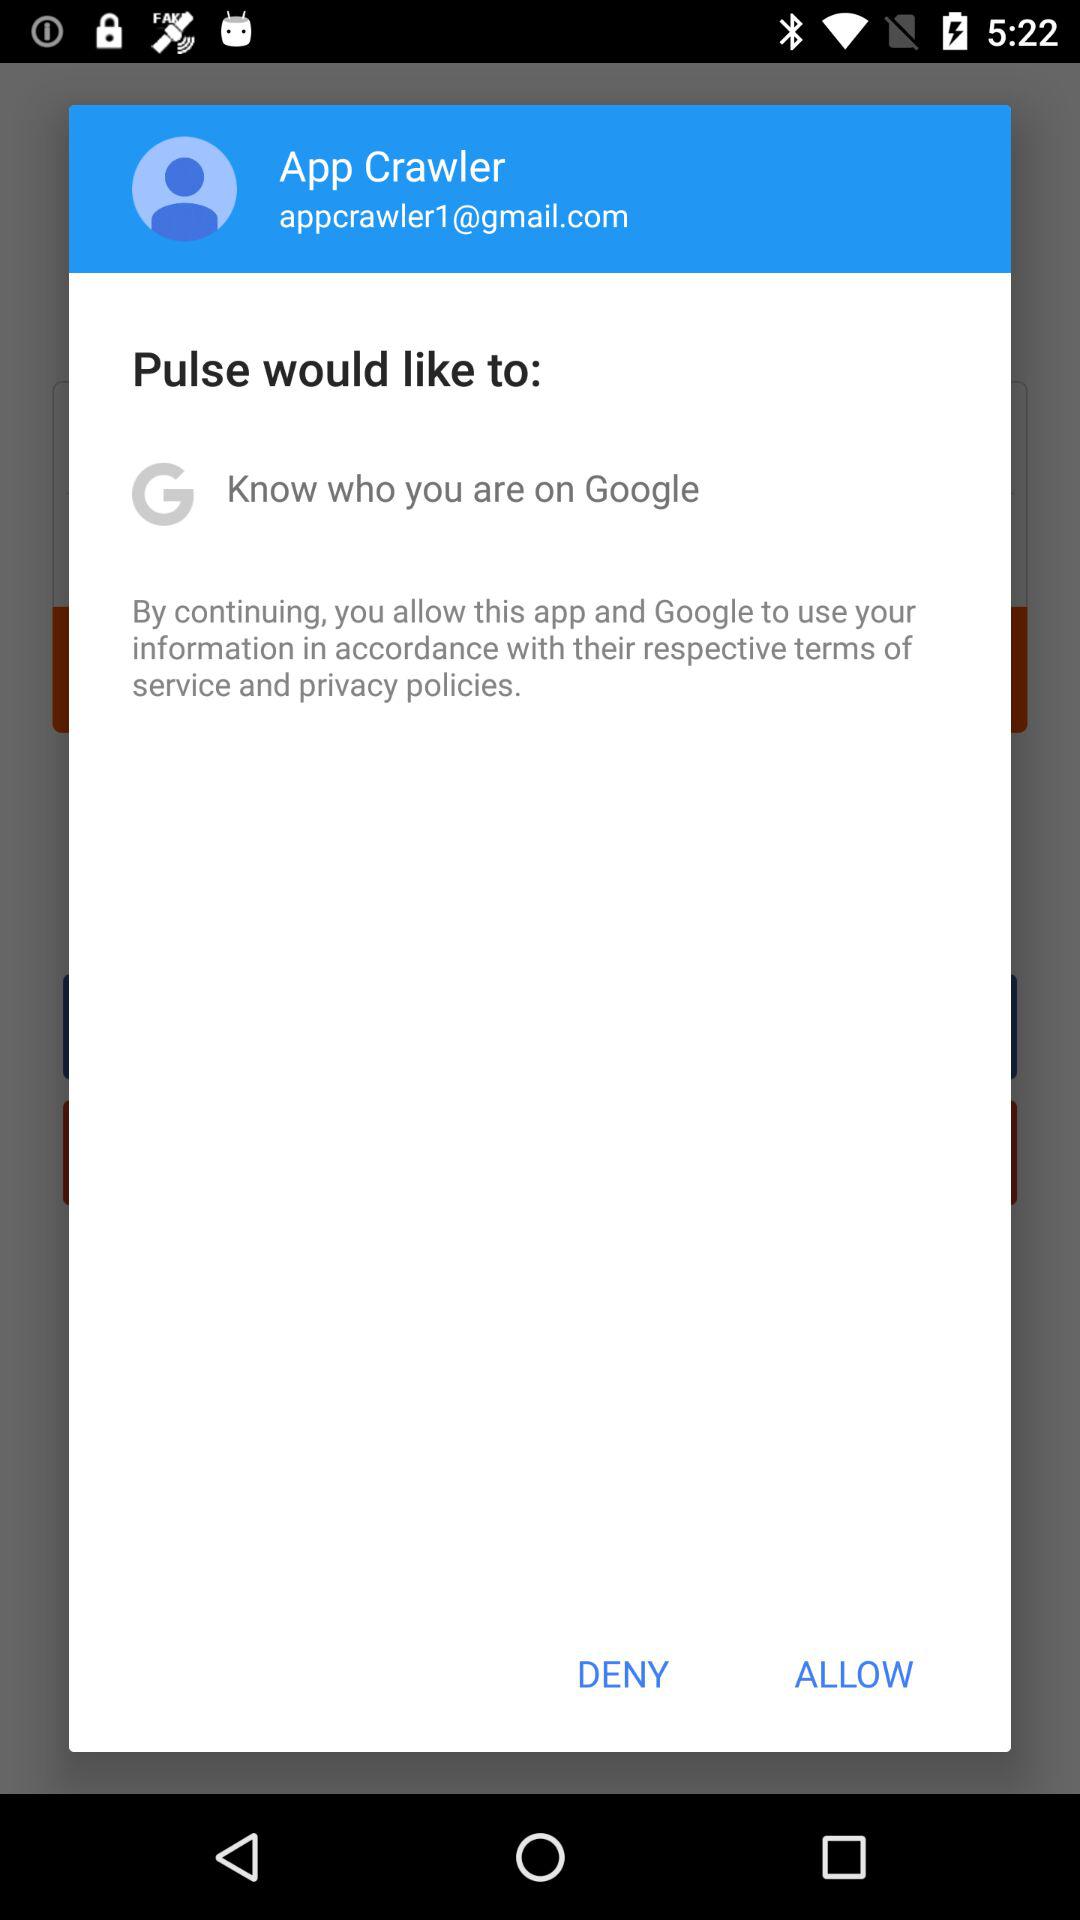 FAKE
5:22
App Crawler
appcrawler1@gmail.com
Pulse would like to:
Know who you are on Google
By continuing, you allow this app and Google to use your
information in accordance with their respective terms of
service and privacy policies.
DENY ALLOW